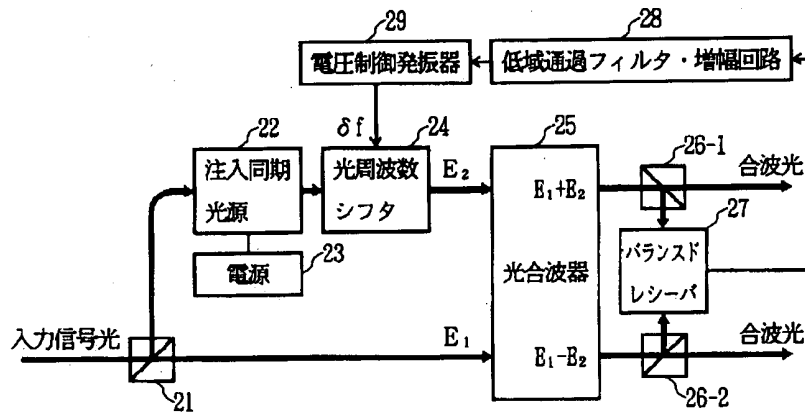 29
28
電圧制御発振器
低域通過フィルタ・増幅回路
22
δf
24
25
26-1
注入同期
光源
光周波数
シフタ
E₂
E₁+E₂
合波光
27
23
電源
光合波器
バランスド
レシーバ
入力信号光
E₁
E₁−E₂
合波光
21
26-2